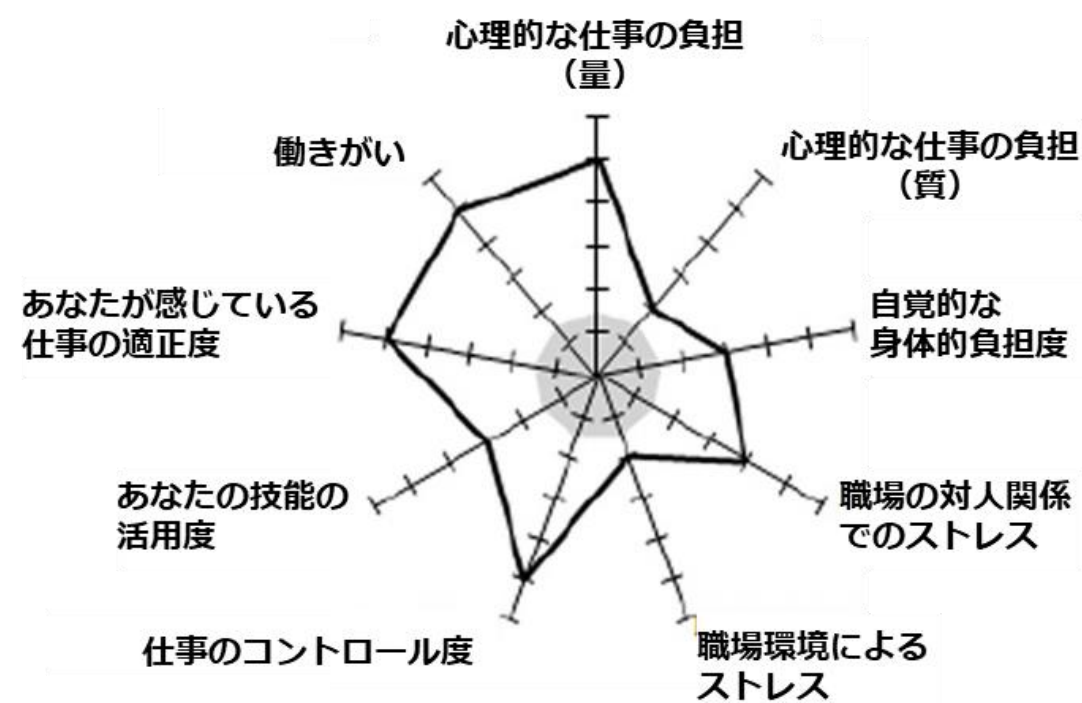 心理的な仕事の負担
（量）
心理的な仕事の負担
（質）
自覚的な
身体的負担度
職場の対人関係
でのストレス
職場環境による
ストレス
仕事のコントロール度
あなたの技能の
活用度
あなたが感じている
仕事の適正度
働きがい